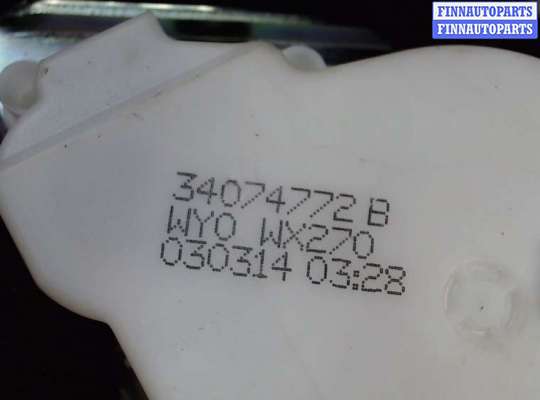 FINNAUTOPARTS
FINNAUTOPARTS
34074772 B
WY0 WX270
030314 03:28